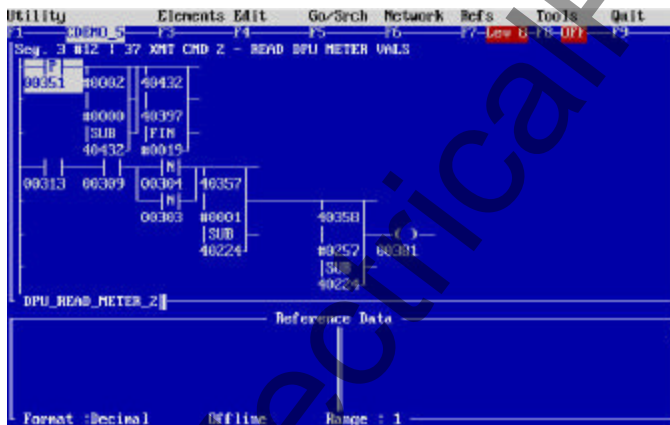 Utility Elements Edit Go/Srch Network Refs Tools Quit
F1 CDEMO_5 F3 F4 F5 F6 F7-Lev 8-F8-OFF F9
Seg. 3 #12 | 37 XMT CMD 2 - READ DPU METER VALS
P
00351 #0002 40432
#0000 40397
SUB FIN
40432 #0019
N
00313 00309 00304 40357
N
00303 #0001 40358
SUB
40224 #0257 00301
SUB
40224
DPU_READ_METER_2
Reference Data
Format :Decimal Offline Range : 1